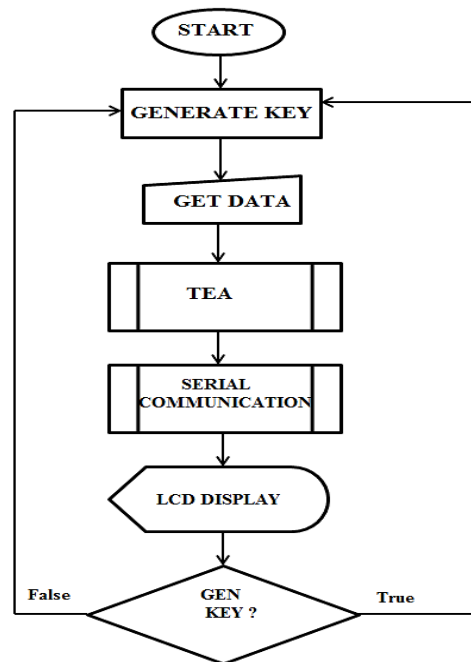 START
GENERATE KEY
GET DATA
TEA
SERIAL
COMMUNICATION
LCD DISPLAY
GEN
KEY ?
False
True